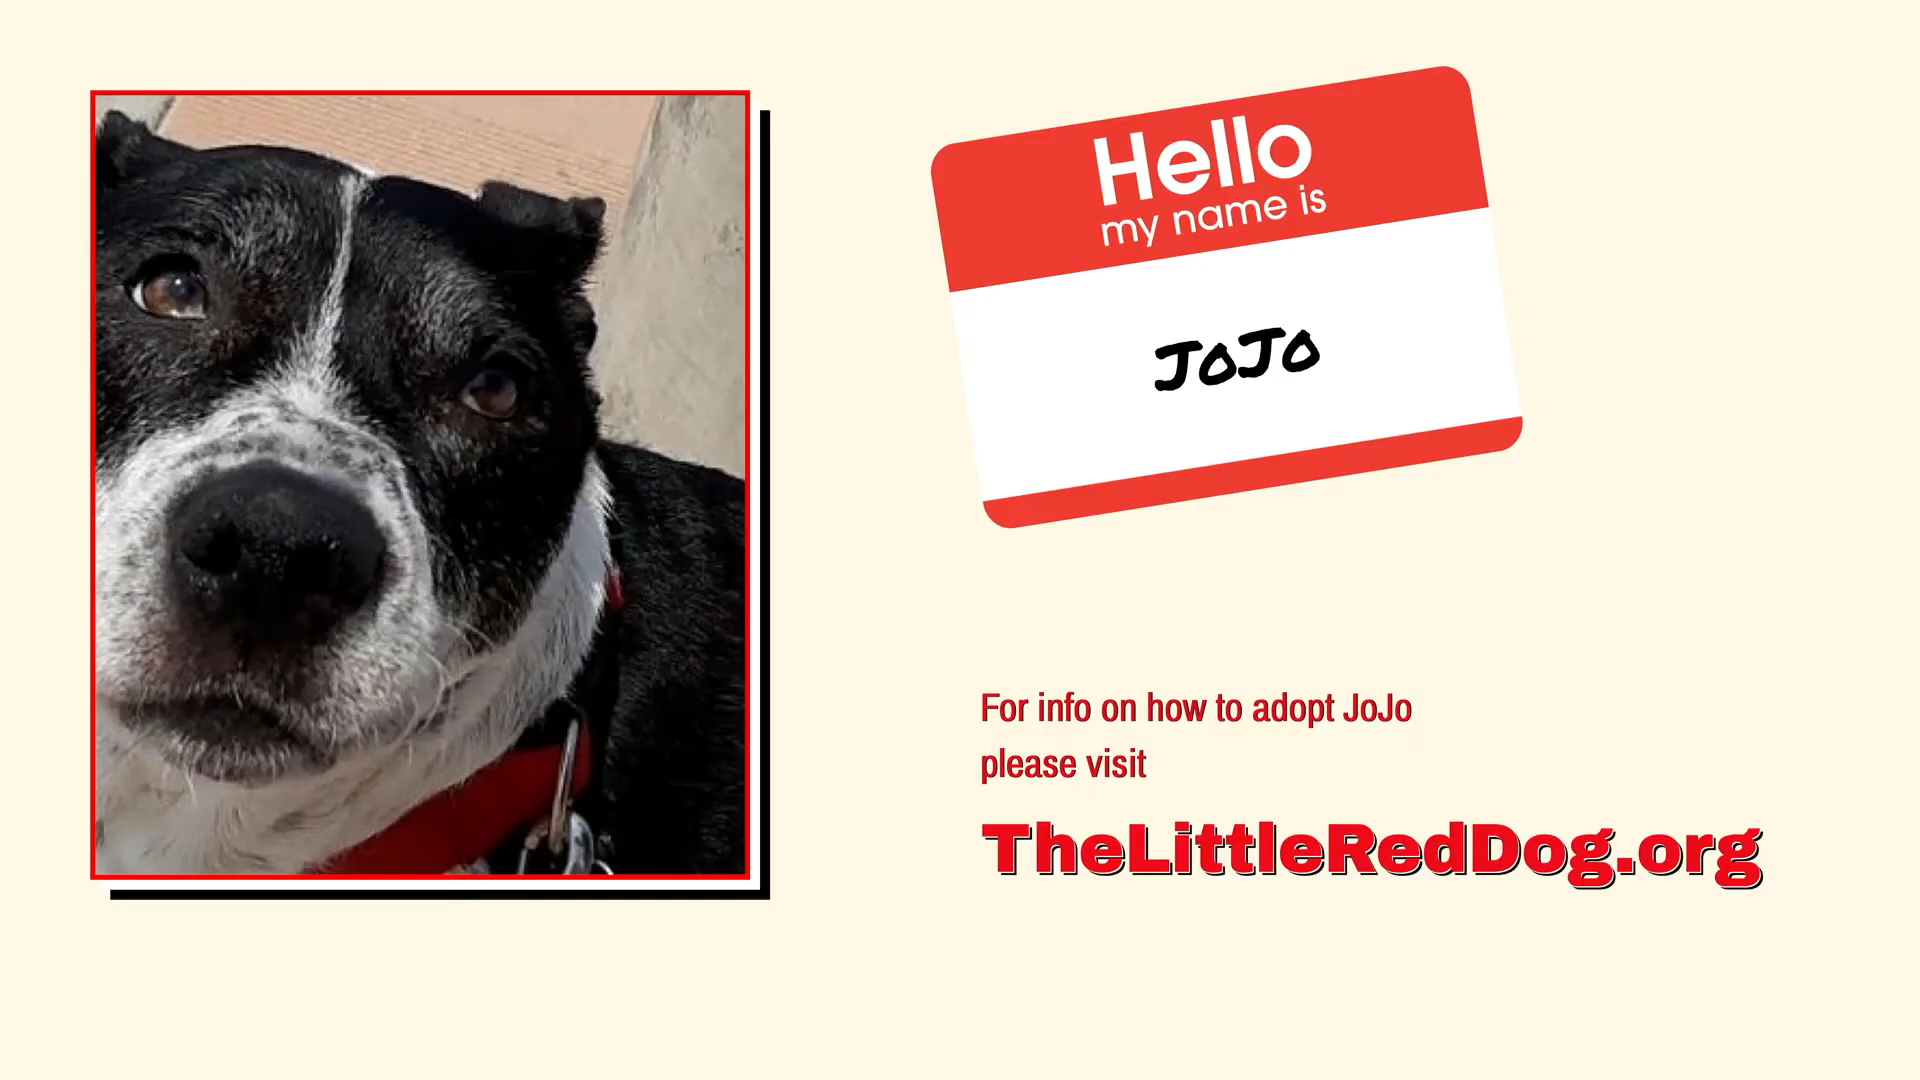 Hello
my name is
JoJo
For info on how to adopt JoJo
please visit
TheLittleRedDog.org